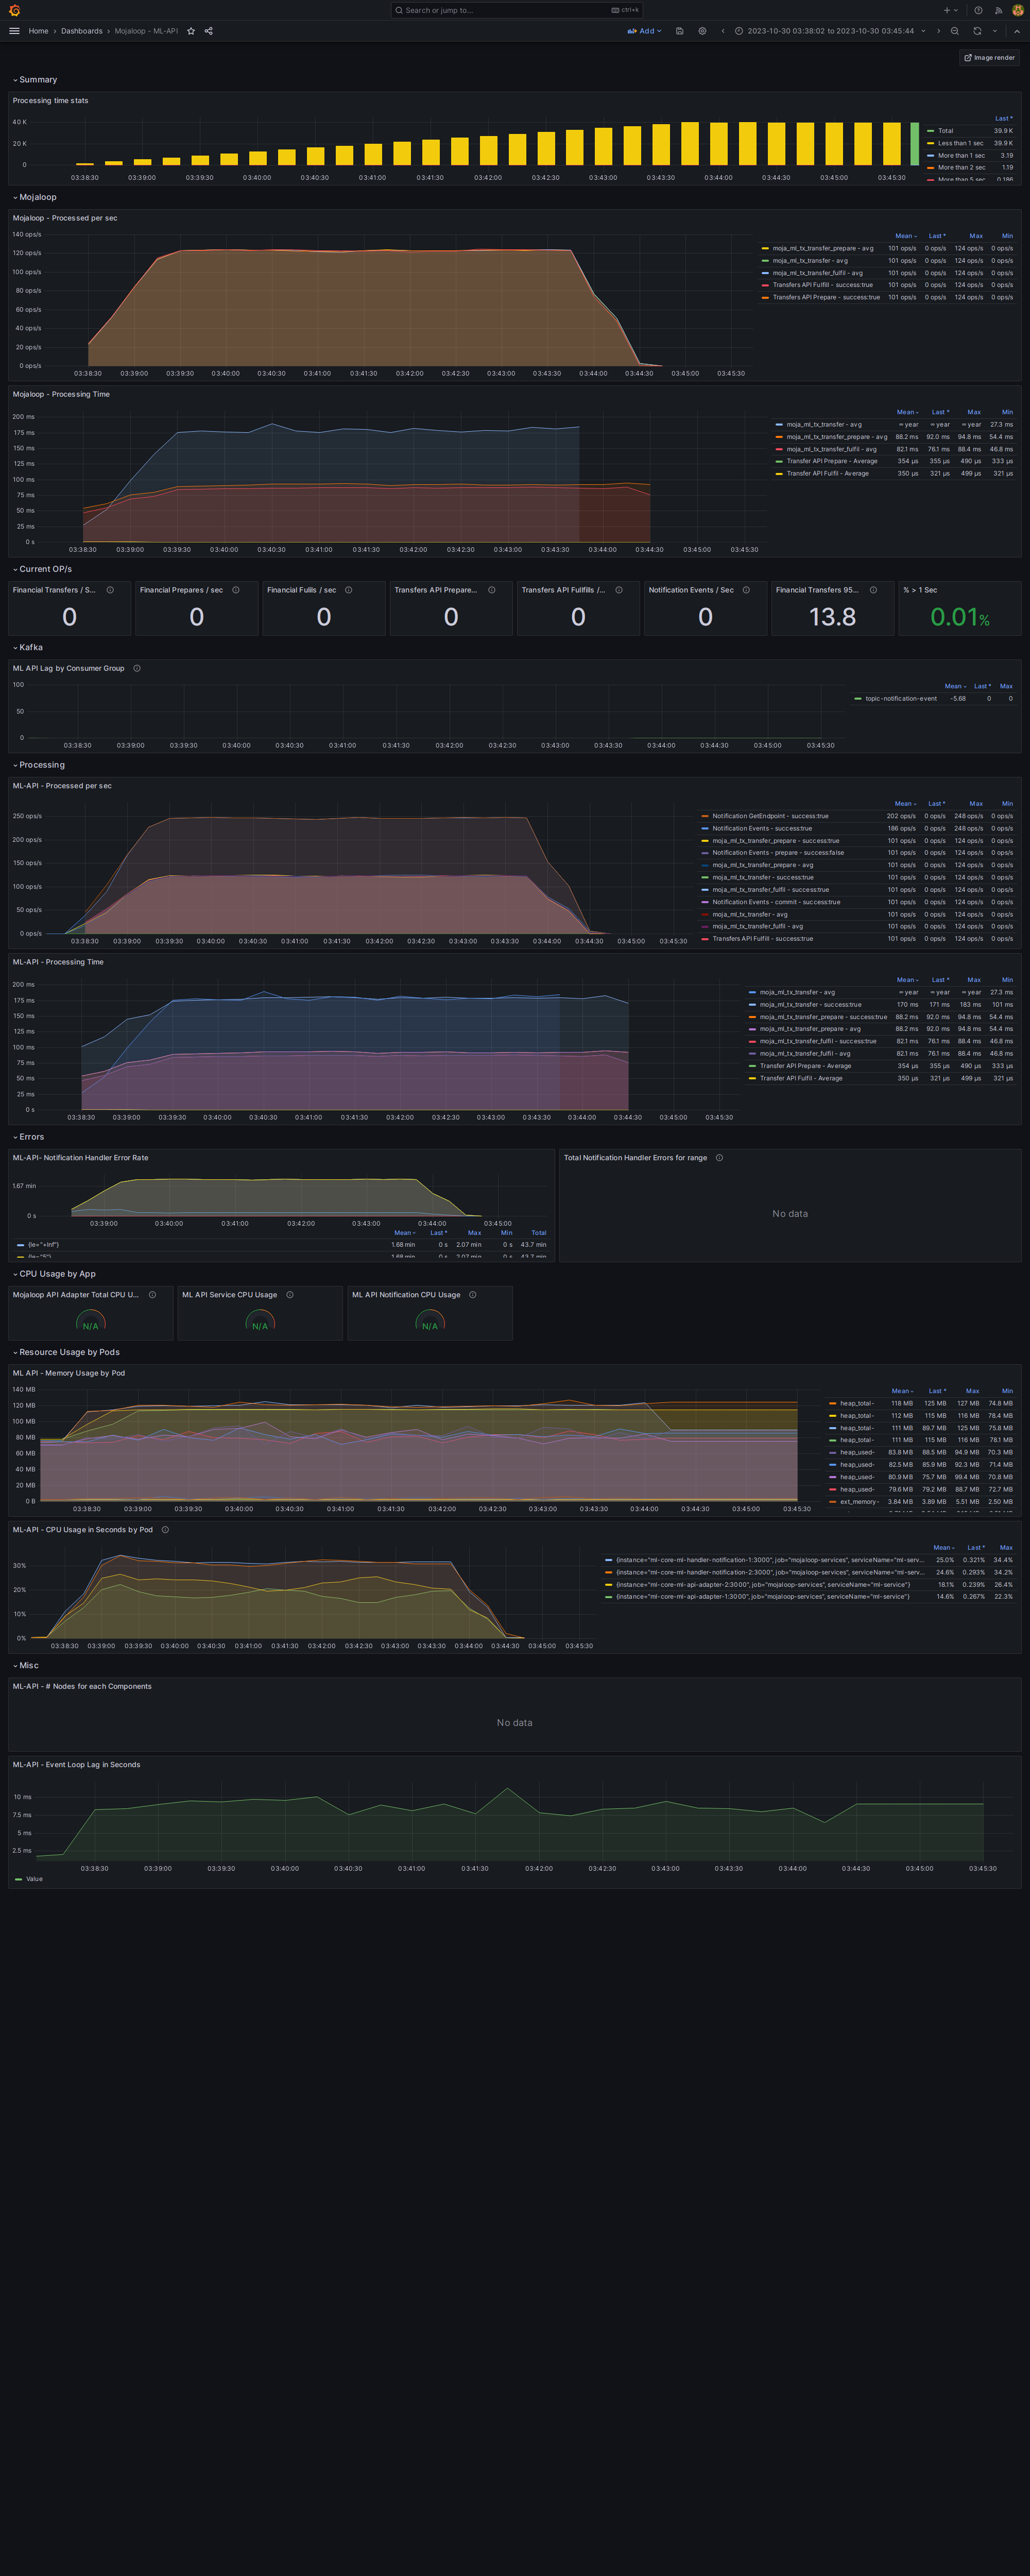 Search or jump to... ctrl+k
Home › Dashboards › Mojaloop - ML-API Add 2023-10-30 03:38:02 to 2023-10-30 03:45:44
Image render
Summary
Processing time stats
40 K
20 K
0
03:38:30 03:39:00 03:39:30 03:40:00 03:40:30 03:41:00 03:41:30 03:42:00 03:42:30 03:43:00 03:43:30 03:44:00 03:44:30 03:45:00 03:45:30
Last *
Total 39.9 K
Less than 1 sec 39.9 K
More than 1 sec 3.19
More than 2 sec 1.19
More than 5 sec 0.186
Mojaloop
Mojaloop - Processed per sec
140 ops/s
120 ops/s
100 ops/s
80 ops/s
60 ops/s
40 ops/s
20 ops/s
0 ops/s
03:38:30 03:39:00 03:39:30 03:40:00 03:40:30 03:41:00 03:41:30 03:42:00 03:42:30 03:43:00 03:43:30 03:44:00 03:44:30 03:45:00 03:45:30
Mean Last * Max Min
moja_ml_tx_transfer_prepare - avg 101 ops/s 0 ops/s 124 ops/s 0 ops/s
moja_ml_tx_transfer - avg 101 ops/s 0 ops/s 124 ops/s 0 ops/s
moja_ml_tx_transfer_fulfil - avg 101 ops/s 0 ops/s 124 ops/s 0 ops/s
Transfers API Fulfill - success:true 101 ops/s 0 ops/s 124 ops/s 0 ops/s
Transfers API Prepare - success:true 101 ops/s 0 ops/s 124 ops/s 0 ops/s
Mojaloop - Processing Time
200 ms
175 ms
150 ms
125 ms
100 ms
75 ms
50 ms
25 ms
0 s
03:38:30 03:39:00 03:39:30 03:40:00 03:40:30 03:41:00 03:41:30 03:42:00 03:42:30 03:43:00 03:43:30 03:44:00 03:44:30 03:45:00 03:45:30
Mean Last * Max Min
moja_ml_tx_transfer - avg ∞ year ∞ year ∞ year 27.3 ms
moja_ml_tx_transfer_prepare - avg 88.2 ms 92.0 ms 94.8 ms 54.4 ms
moja_ml_tx_transfer_fulfil - avg 82.1 ms 76.1 ms 88.4 ms 46.8 ms
Transfer API Prepare - Average 354 µs 355 µs 490 µs 333 µs
Transfer API Fulfil - Average 350 µs 321 µs 499 µs 321 µs
Current OP/s
Financial Transfers / S...
0
Financial Prepares / sec
0
Financial Fulils / sec
0
Transfers API Prepare...
0
Transfers API Fullfills /...
0
Notification Events / Sec
0
Financial Transfers 95...
13.8
% > 1 Sec
0.01%
Kafka
ML API Lag by Consumer Group
100
50
0
03:38:30 03:39:00 03:39:30 03:40:00 03:40:30 03:41:00 03:41:30 03:42:00 03:42:30 03:43:00 03:43:30 03:44:00 03:44:30 03:45:00 03:45:30
Mean Last * Max
topic-notification-event -5.68 0 0
Processing
ML-API - Processed per sec
250 ops/s
200 ops/s
150 ops/s
100 ops/s
50 ops/s
0 ops/s
03:38:30 03:39:00 03:39:30 03:40:00 03:40:30 03:41:00 03:41:30 03:42:00 03:42:30 03:43:00 03:43:30 03:44:00 03:44:30 03:45:00 03:45:30
Mean Last * Max Min
Notification GetEndpoint - success:true 202 ops/s 0 ops/s 248 ops/s 0 ops/s
Notification Events - success:true 186 ops/s 0 ops/s 248 ops/s 0 ops/s
moja_ml_tx_transfer_prepare - success:true 101 ops/s 0 ops/s 124 ops/s 0 ops/s
Notification Events - prepare - success:false 101 ops/s 0 ops/s 124 ops/s 0 ops/s
moja_ml_tx_transfer_prepare - avg 101 ops/s 0 ops/s 124 ops/s 0 ops/s
moja_ml_tx_transfer - success:true 101 ops/s 0 ops/s 124 ops/s 0 ops/s
moja_ml_tx_transfer_fulfil - success:true 101 ops/s 0 ops/s 124 ops/s 0 ops/s
Notification Events - commit - success:true 101 ops/s 0 ops/s 124 ops/s 0 ops/s
moja_ml_tx_transfer - avg 101 ops/s 0 ops/s 124 ops/s 0 ops/s
moja_ml_tx_transfer_fulfil - avg 101 ops/s 0 ops/s 124 ops/s 0 ops/s
Transfers API Fulfill - success:true 101 ops/s 0 ops/s 124 ops/s 0 ops/s
ML-API - Processing Time
200 ms
175 ms
150 ms
125 ms
100 ms
75 ms
50 ms
25 ms
0 s
03:38:30 03:39:00 03:39:30 03:40:00 03:40:30 03:41:00 03:41:30 03:42:00 03:42:30 03:43:00 03:43:30 03:44:00 03:44:30 03:45:00 03:45:30
Mean Last * Max Min
moja_ml_tx_transfer - avg ∞ year ∞ year ∞ year 27.3 ms
moja_ml_tx_transfer - success:true 170 ms 171 ms 183 ms 101 ms
moja_ml_tx_transfer_prepare - success:true 88.2 ms 92.0 ms 94.8 ms 54.4 ms
moja_ml_tx_transfer_prepare - avg 88.2 ms 92.0 ms 94.8 ms 54.4 ms
moja_ml_tx_transfer_fulfil - success:true 82.1 ms 76.1 ms 88.4 ms 46.8 ms
moja_ml_tx_transfer_fulfil - avg 82.1 ms 76.1 ms 88.4 ms 46.8 ms
Transfer API Prepare - Average 354 µs 355 µs 490 µs 333 µs
Transfer API Fulfil - Average 350 µs 321 µs 499 µs 321 µs
Errors
ML-API- Notification Handler Error Rate
1.67 min
0 s
03:39:00 03:40:00 03:41:00 03:42:00 03:43:00 03:44:00 03:45:00
Mean Last * Max Min Total
{le="+Inf"} 1.68 min 0 s 2.07 min 0 s 43.7 min
{le="5"} 1.68 min 0 s 2.07 min 0 s 43.7 min
Total Notification Handler Errors for range
No data
CPU Usage by App
Mojaloop API Adapter Total CPU U...
N/A
ML API Service CPU Usage
N/A
ML API Notification CPU Usage
N/A
Resource Usage by Pods
ML API - Memory Usage by Pod
140 MB
120 MB
100 MB
80 MB
60 MB
40 MB
20 MB
0 B
03:38:30 03:39:00 03:39:30 03:40:00 03:40:30 03:41:00 03:41:30 03:42:00 03:42:30 03:43:00 03:43:30 03:44:00 03:44:30 03:45:00 03:45:30
Mean Last * Max Min
heap_total- 118 MB 125 MB 127 MB 74.8 MB
heap_total- 112 MB 115 MB 116 MB 78.4 MB
heap_total- 111 MB 89.7 MB 125 MB 75.8 MB
heap_total- 111 MB 115 MB 116 MB 78.1 MB
heap_used- 83.8 MB 88.5 MB 94.9 MB 70.3 MB
heap_used- 82.5 MB 85.9 MB 92.3 MB 71.4 MB
heap_used- 80.9 MB 75.7 MB 99.4 MB 70.8 MB
heap_used- 79.6 MB 79.2 MB 88.7 MB 72.7 MB
ext_memory- 3.84 MB 3.89 MB 5.51 MB 2.50 MB
ML-API - CPU Usage in Seconds by Pod
30%
20%
10%
0%
03:38:30 03:39:00 03:39:30 03:40:00 03:40:30 03:41:00 03:41:30 03:42:00 03:42:30 03:43:00 03:43:30 03:44:00 03:44:30 03:45:00 03:45:30
Mean Last * Max
{instance="ml-core-ml-handler-notification-1:3000", job="mojaloop-services", serviceName="ml-serv... 25.0% 0.321% 34.4%
{instance="ml-core-ml-handler-notification-2:3000", job="mojaloop-services", serviceName="ml-serv... 24.6% 0.293% 34.2%
{instance="ml-core-ml-api-adapter-2:3000", job="mojaloop-services", serviceName="ml-service"} 18.1% 0.239% 26.4%
{instance="ml-core-ml-api-adapter-1:3000", job="mojaloop-services", serviceName="ml-service"} 14.6% 0.267% 22.3%
Misc
ML-API - # Nodes for each Components
No data
ML-API - Event Loop Lag in Seconds
10 ms
7.5 ms
5 ms
2.5 ms
03:38:30 03:39:00 03:39:30 03:40:00 03:40:30 03:41:00 03:41:30 03:42:00 03:42:30 03:43:00 03:43:30 03:44:00 03:44:30 03:45:00 03:45:30
Value